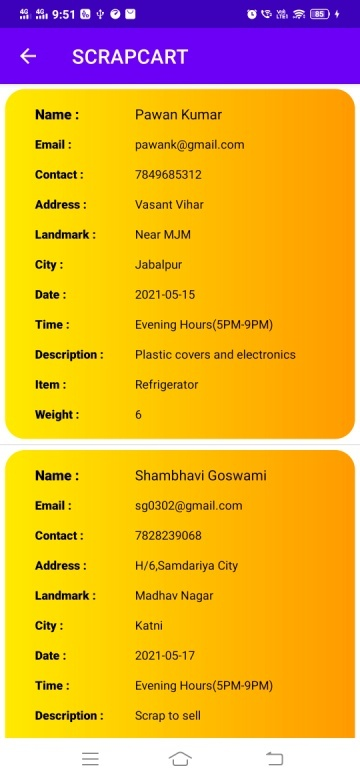 9:51
85
SCRAPCART
Name : Pawan Kumar
Email : pawank@gmail.com
Contact : 7849685312
Address : Vasant Vihar
Landmark : Near MJM
City : Jabalpur
Date : 2021-05-15
Time : Evening Hours(5PM-9PM)
Description : Plastic covers and electronics
Item : Refrigerator
Weight : 6
Name : Shambhavi Goswami
Email : sg0302@gmail.com
Contact : 7828239068
Address : H/6,Samdariya City
Landmark : Madhav Nagar
City : Katni
Date : 2021-05-17
Time : Evening Hours(5PM-9PM)
Description : Scrap to sell